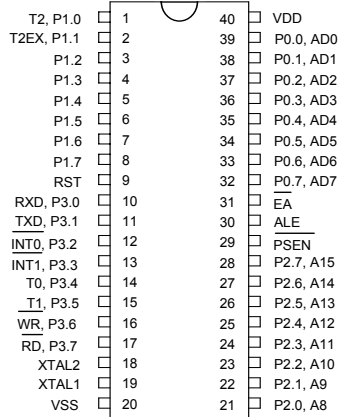 T2, P1.0 1 40 VDD
T2EX, P1.1 2 39 P0.0, AD0
P1.2 3 38 P0.1, AD1
P1.3 4 37 P0.2, AD2
P1.4 5 36 P0.3, AD3
P1.5 6 35 P0.4, AD4
P1.6 7 34 P0.5, AD5
P1.7 8 33 P0.6, AD6
RST 9 32 P0.7, AD7
RXD, P3.0 10 31 EA
TXD, P3.1 11 30 ALE
INT0, P3.2 12 29 PSEN
INT1, P3.3 13 28 P2.7, A15
T0, P3.4 14 27 P2.6, A14
T1, P3.5 15 26 P2.5, A13
WR, P3.6 16 25 P2.4, A12
RD, P3.7 17 24 P2.3, A11
XTAL2 18 23 P2.2, A10
XTAL1 19 22 P2.1, A9
VSS 20 21 P2.0, A8